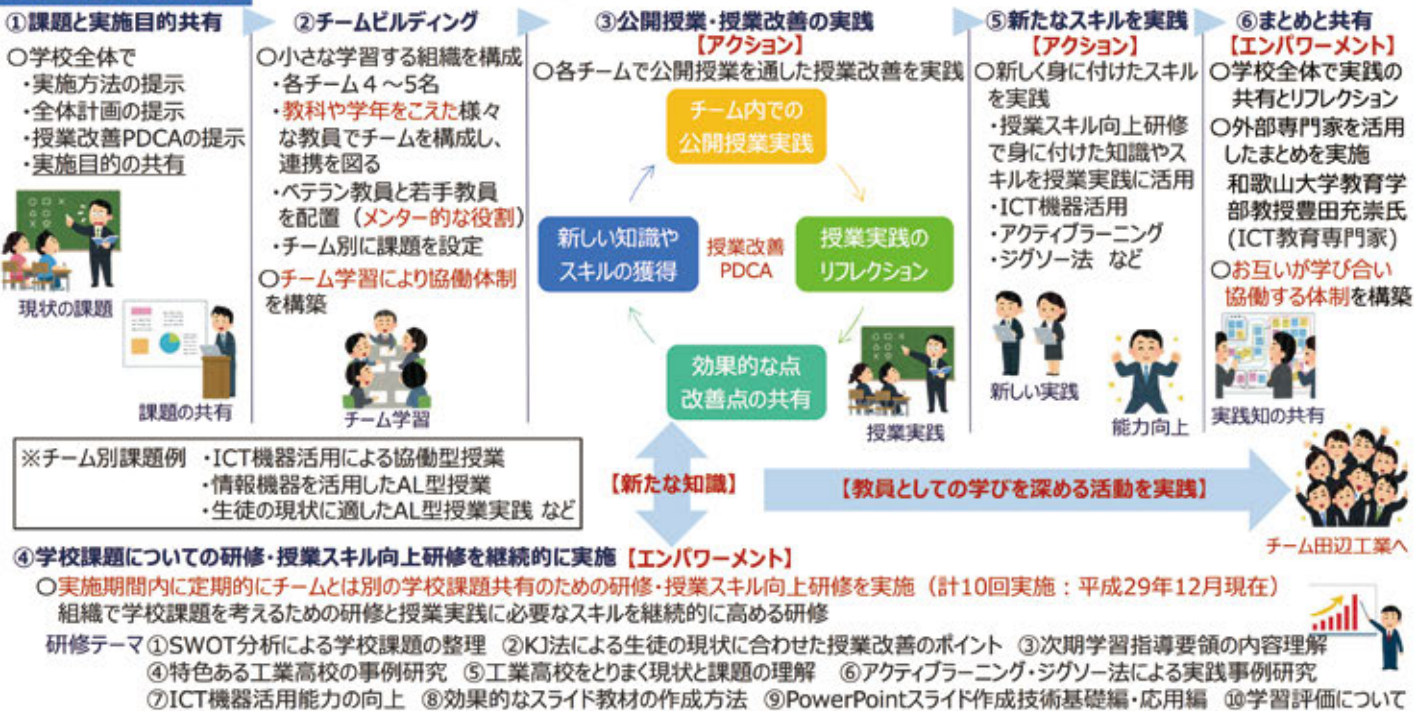 ①課題と実施目的共有
〇学校全体で
・実施方法の提示
・全体計画の提示
・授業改善PDCAの提示
・実施目的の共有
現状の課題
課題の共有
②チームビルディング
〇小さな学習する組織を構成
・各チーム４～5名
・教科や学年をこえた様々
な教員でチームを構成し、
連携を図る
・ベテラン教員と若手教員
を配置（メンター的な役割）
・チーム別に課題を設定
〇チーム学習により協働体制
を構築
チーム学習
③公開授業・授業改善の実践
【アクション】
〇各チームで公開授業を通した授業改善を実践
チーム内での
公開授業実践
新しい知識や
スキルの獲得
授業改善
PDCA
授業実践の
リフレクション
効果的な点
改善点の共有
授業実践
⑤新たなスキルを実践
【アクション】
〇新しく身に付けたスキル
を実践
・授業スキル向上研修
で身に付けた知識やス
キルを授業実践に活用
・ICT機器活用
・アクティブラーニング
・ジグソー法 など
新しい実践
能力向上
⑥まとめと共有
【エンパワーメント】
〇学校全体で実践の
共有とリフレクション
〇外部専門家を活用
したまとめを実施
和歌山大学教育学
部教授豊田充崇氏
(ICT教育専門家)
〇お互いが学び合い
協働する体制を構築
実践知の共有
※チーム別課題例 ・ICT機器活用による協働型授業
・情報機器を活用したAL型授業
・生徒の現状に適したAL型授業実践 など
【新たな知識】
【教員としての学びを深める活動を実践】
チーム田辺工業へ
④学校課題についての研修・授業スキル向上研修を継続的に実施【エンパワーメント】
〇実施期間内に定期的にチームとは別の学校課題共有のための研修・授業スキル向上研修を実施（計10回実施：平成29年12月現在）
組織で学校課題を考えるための研修と授業実践に必要なスキルを継続的に高める研修
研修テーマ ①SWOT分析による学校課題の整理 ②KJ法による生徒の現状に合わせた授業改善のポイント ③次期学習指導要領の内容理解
④特色ある工業高校の事例研究 ⑤工業高校をとりまく現状と課題の理解 ⑥アクティブラーニング・ジグソー法による実践事例研究
⑦ICT機器活用能力の向上 ⑧効果的なスライド教材の作成方法 ⑨PowerPointスライド作成技術基礎編・応用編 ⑩学習評価について